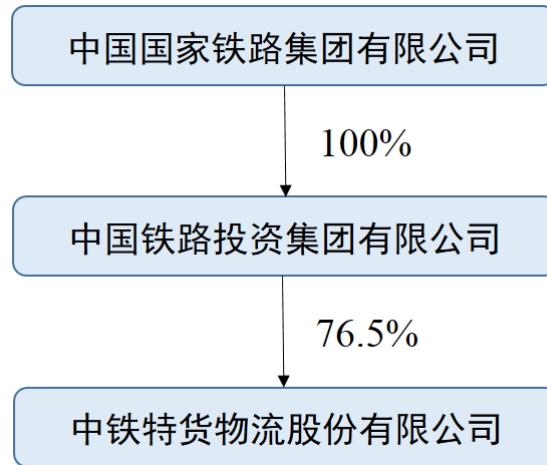 中国国家铁路集团有限公司
100%
中国铁路投资集团有限公司
76.5%
中铁特货物流股份有限公司